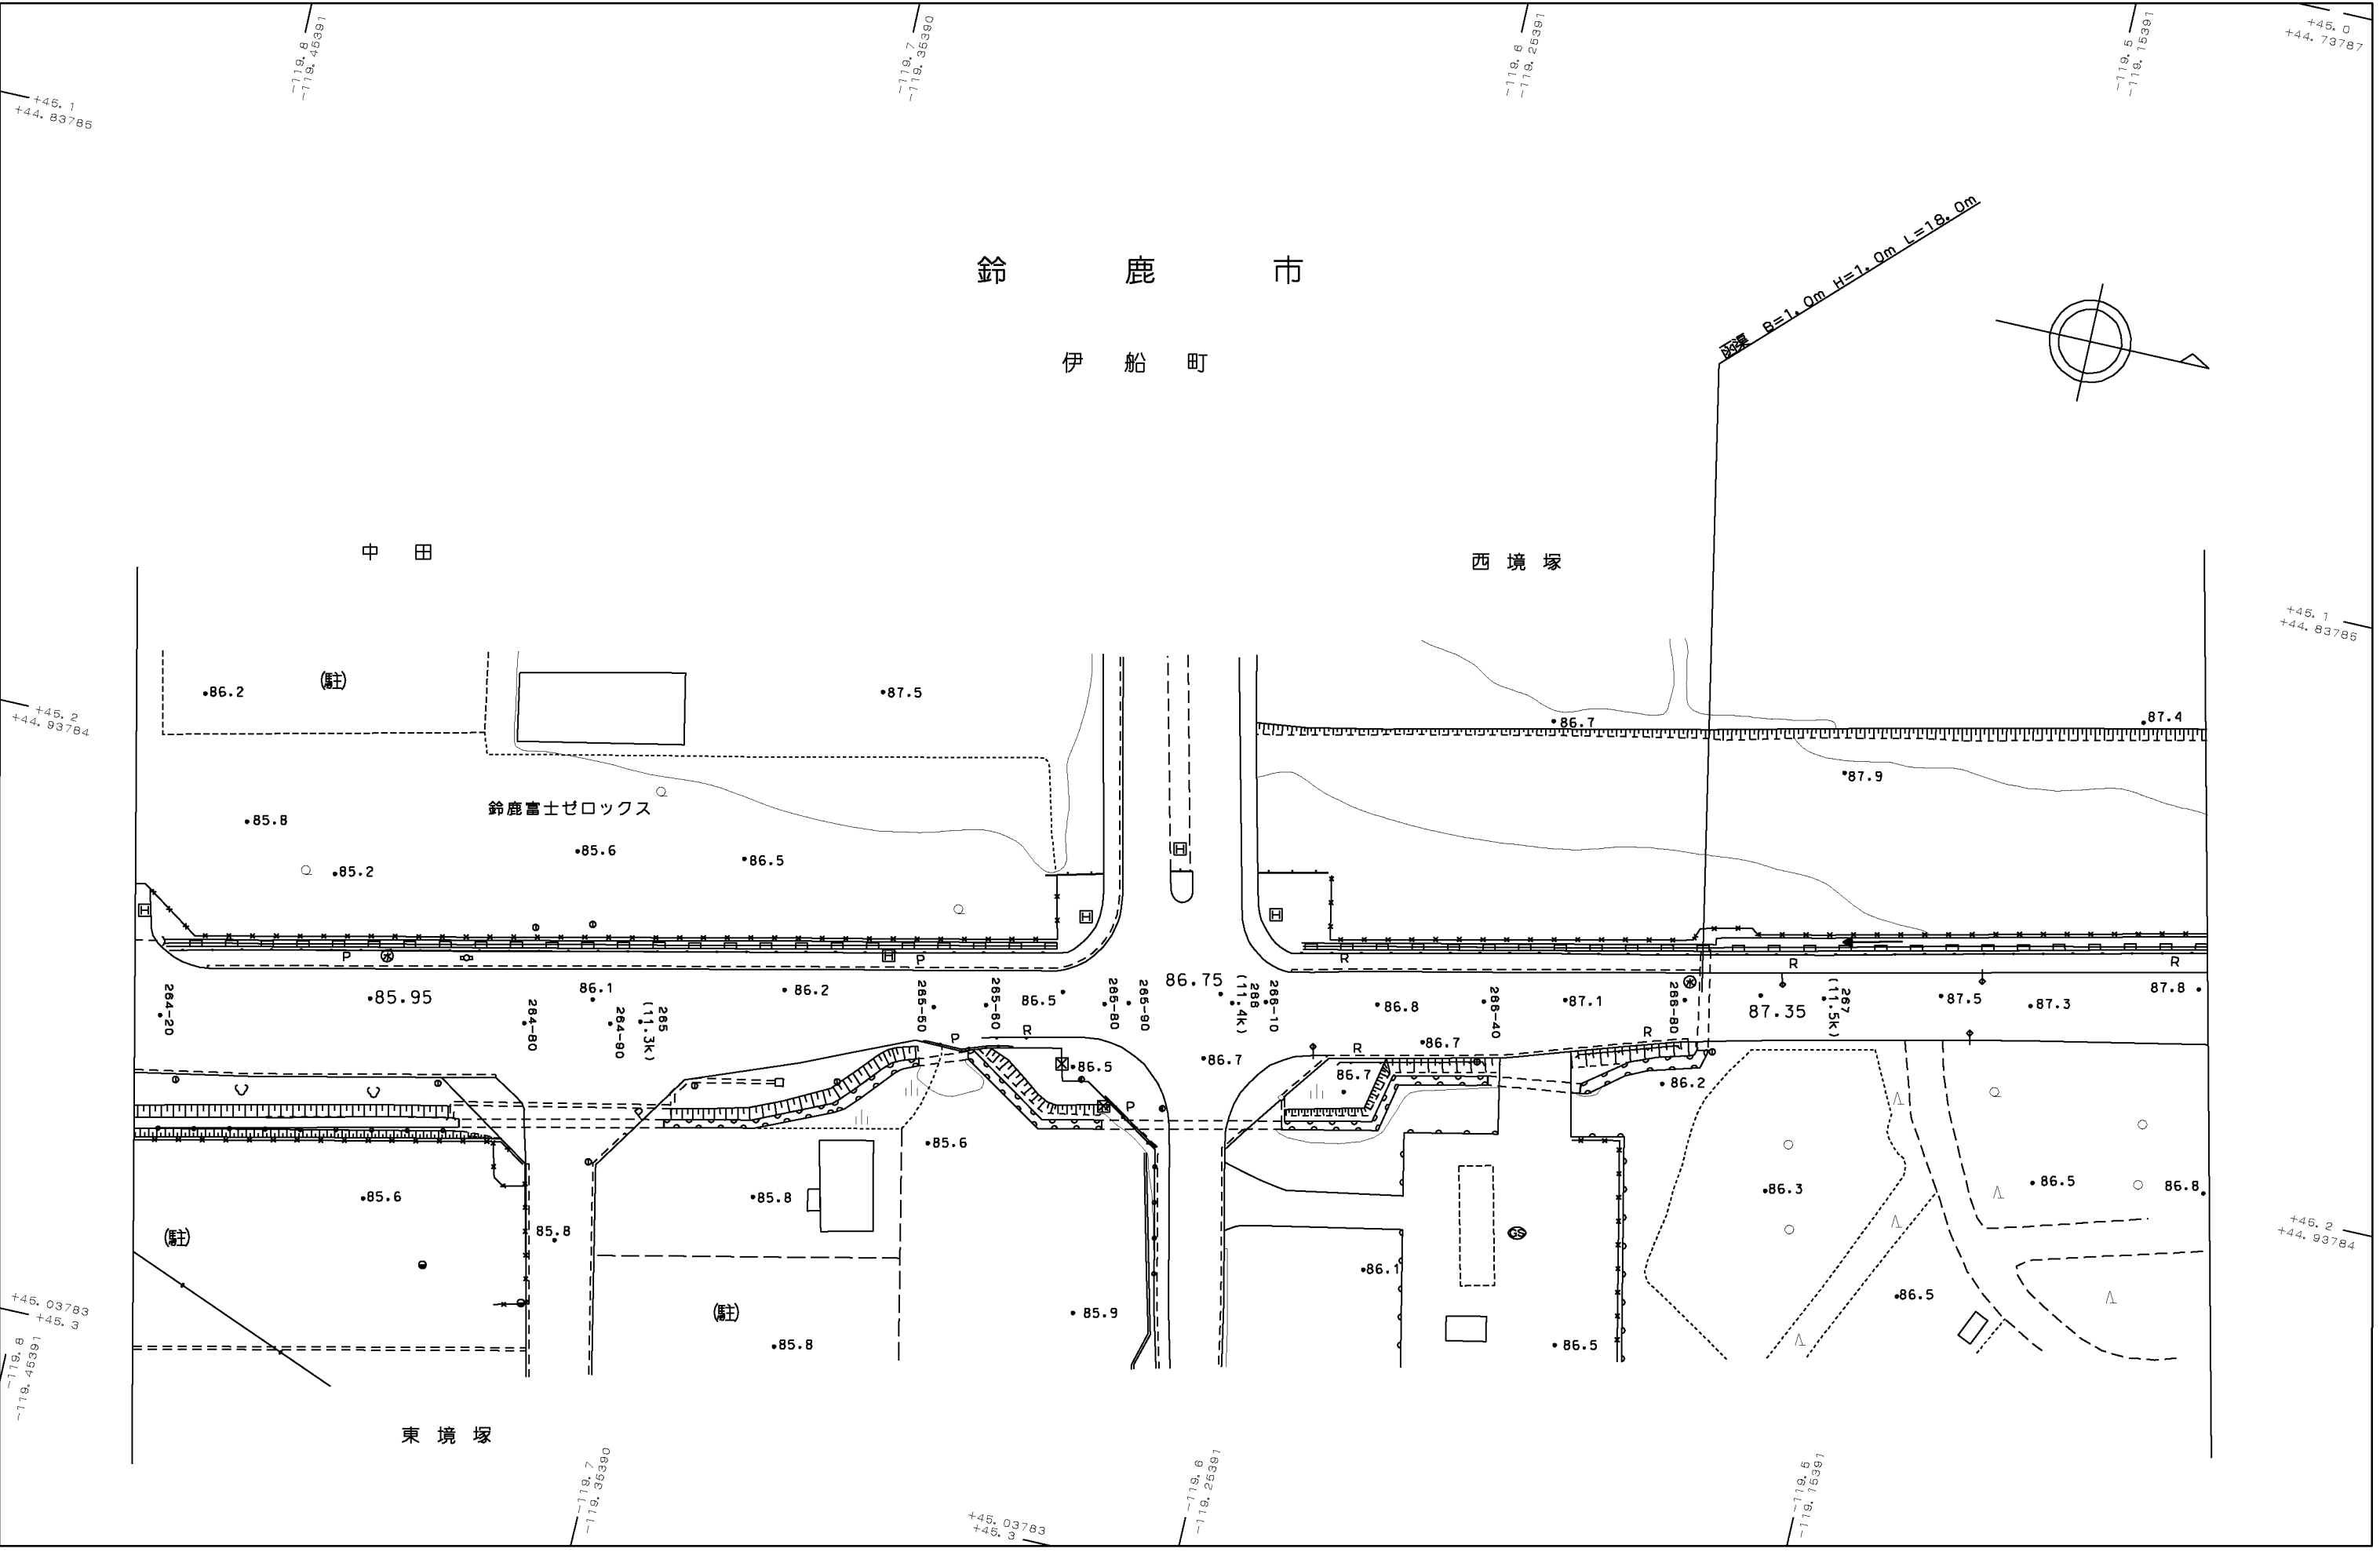 -119.8
-119.45391
-119.7
-119.35390
-119.6
-119.25391
-119.5
-119.15391
+45.0
+44.73787
+45.1
+44.83785
鈴鹿市
伊船町
函渠 B=1.0m H=1.0m L=18.0m
中田
西境塚
+45.1
+44.83785
+45.2
+44.93784
86.2
(駐)
87.5
86.7
87.4
87.9
鈴鹿富士ゼロックス
85.8
85.6
86.5
85.2
H
H
H
H
H
P
水
P
R
水
R
R
264-20
85.95
264-80
86.1
264-90
265
(11.3k)
86.2
265-50
265-60
86.5
265-80
265-90
86.75
266
(11.4k)
266-10
86.8
266-40
87.1
266-80
87.35
267
(11.5k)
87.5
87.3
87.8
P
R
86.5
P
86.7
R
86.7
86.7
R
86.2
85.6
85.6
85.8
85.8
(駐)
GS
86.3
86.5
86.8
+45.2
+44.93784
86.1
86.5
(駐)
85.9
85.8
86.5
+45.03783
+45.3
-119.8
-119.45391
東境塚
-119.7
-119.35390
+45.03783
+45.3
-119.6
-119.25391
-119.5
-119.15391